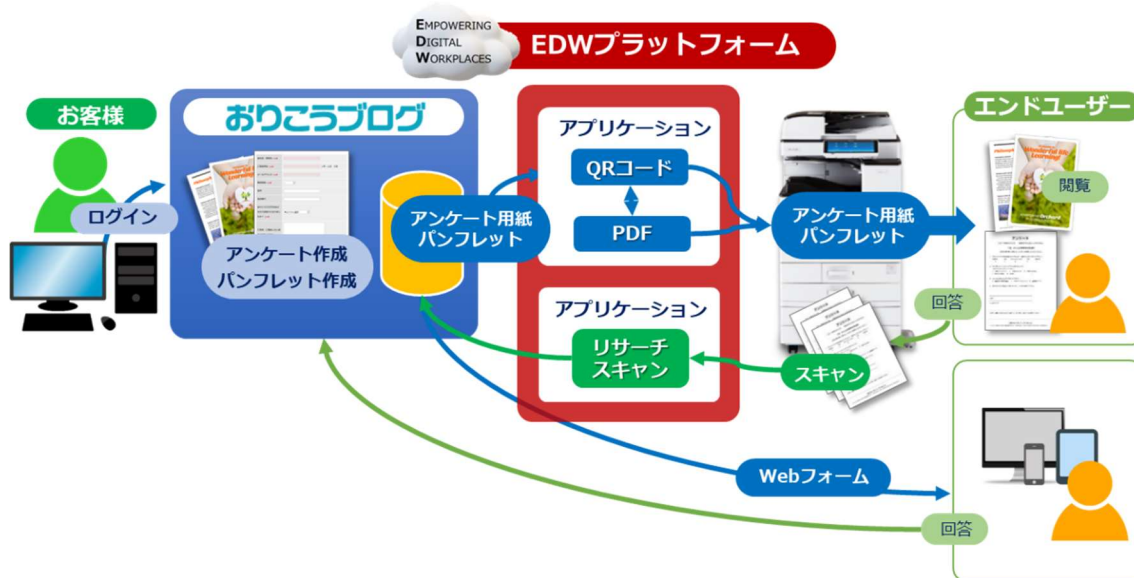 EMPOWERING
DIGITAL
WORKPLACES
EDWプラットフォーム
お客様
ログイン
おりこうブログ
アンケート作成
パンフレット作成
アンケート用紙
パンフレット
アプリケーション
QRコード
PDF
アプリケーション
リサーチ
スキャン
アンケート用紙
パンフレット
スキャン
エンドユーザー
閲覧
回答
Webフォーム
回答